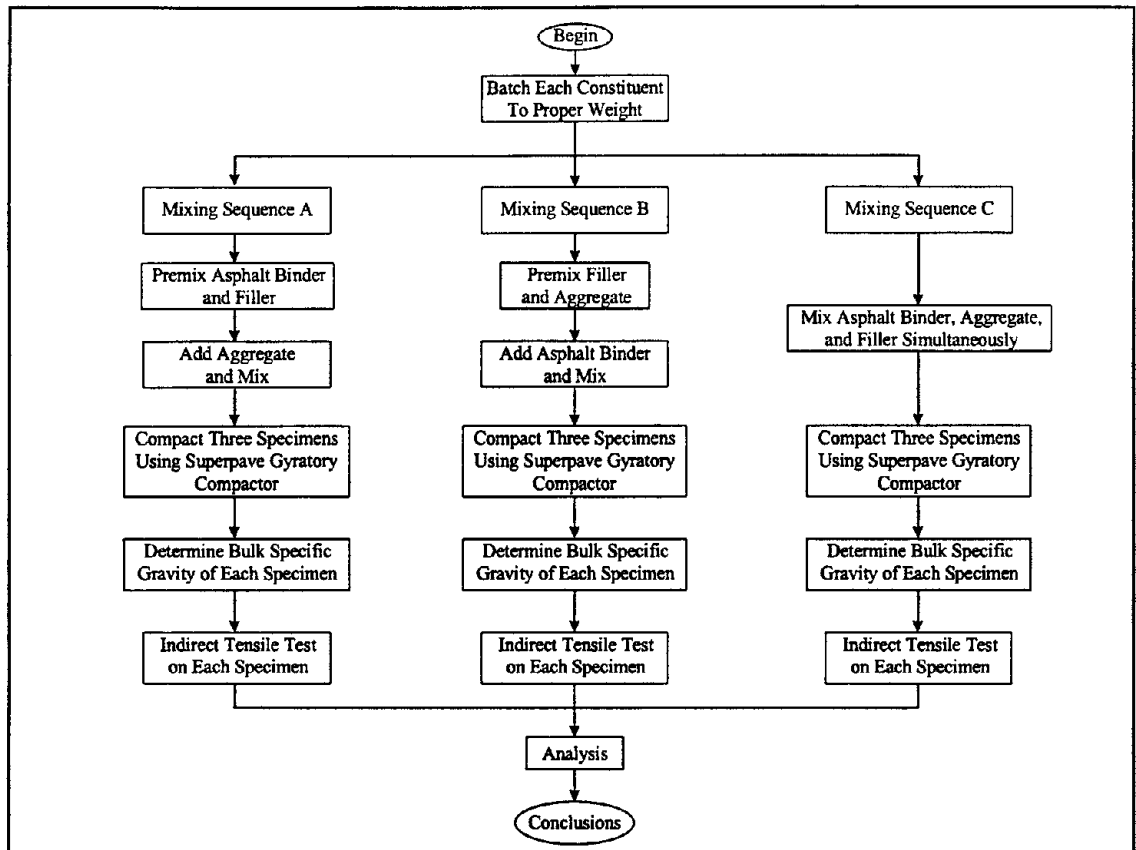 Begin
Batch Each Constituent
To Proper Weight
Mixing Sequence A
Mixing Sequence B
Mixing Sequence C
Premix Asphalt Binder
and Filler
Premix Filler
and Aggregate
Mix Asphalt Binder, Aggregate,
and Filler Simultaneously
Add Aggregate
and Mix
Add Asphalt Binder
and Mix
Compact Three Specimens
Using Superpave Gyratory
Compactor
Compact Three Specimens
Using Superpave Gyratory
Compactor
Compact Three Specimens
Using Superpave Gyratory
Compactor
Determine Bulk Specific
Gravity of Each Specimen
Determine Bulk Specific
Gravity of Each Specimen
Determine Bulk Specific
Gravity of Each Specimen
Indirect Tensile Test
on Each Specimen
Indirect Tensile Test
on Each Specimen
Indirect Tensile Test
on Each Specimen
Analysis
Conclusions